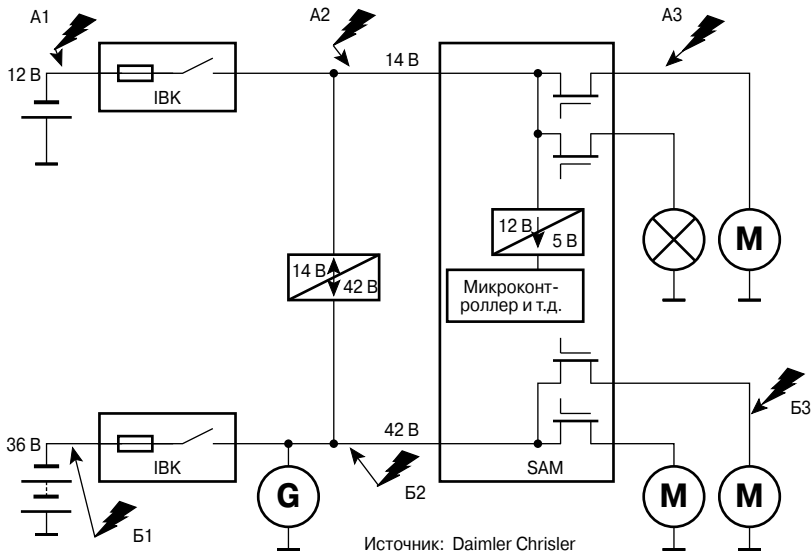 А1
А2
А3
12 В
IBK
14 В
12 В
5 В
14 В
42 В
Микроконт-
роллер и т.д.
M
36 В
IBK
42 В
SAM
G
Б1
Б2
Б3
M
M
Источник: Daimler Chrisler